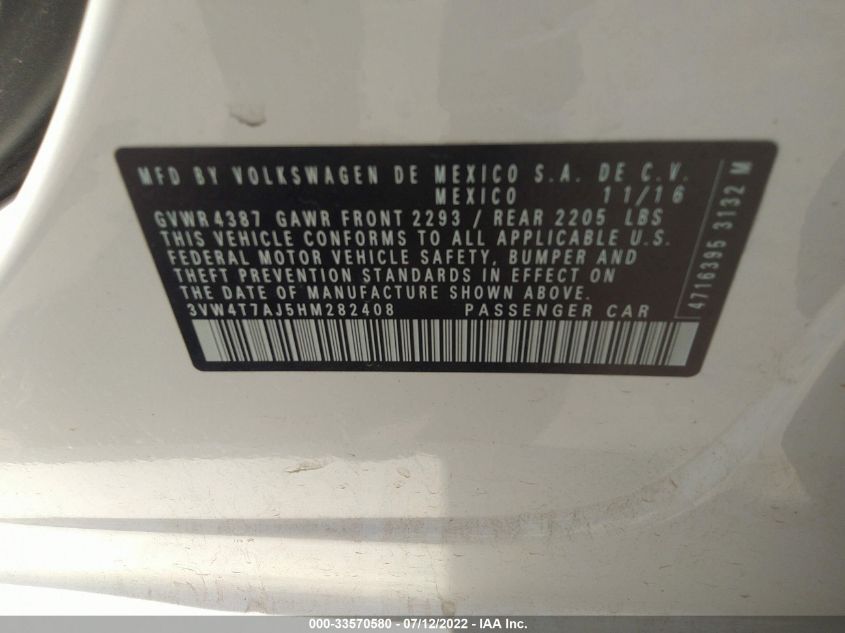 MFD BY VOLKSWAGEN DE MEXICO S.A. DE C.V.
MEXICO 11/16
GVWR 4387 GAWR FRONT 2293 / REAR 2205 LBS
THIS VEHICLE CONFORMS TO ALL APPLICABLE U.S.
FEDERAL MOTOR VEHICLE SAFETY, BUMPER AND
THEFT PREVENTION STANDARDS IN EFFECT ON
THE DATE OF MANUFACTURE SHOWN ABOVE.
3VW4T7AJ5HM282408 PASSENGER CAR
4716395 3132 M
000-33570580 - 07/12/2022 - IAA Inc.